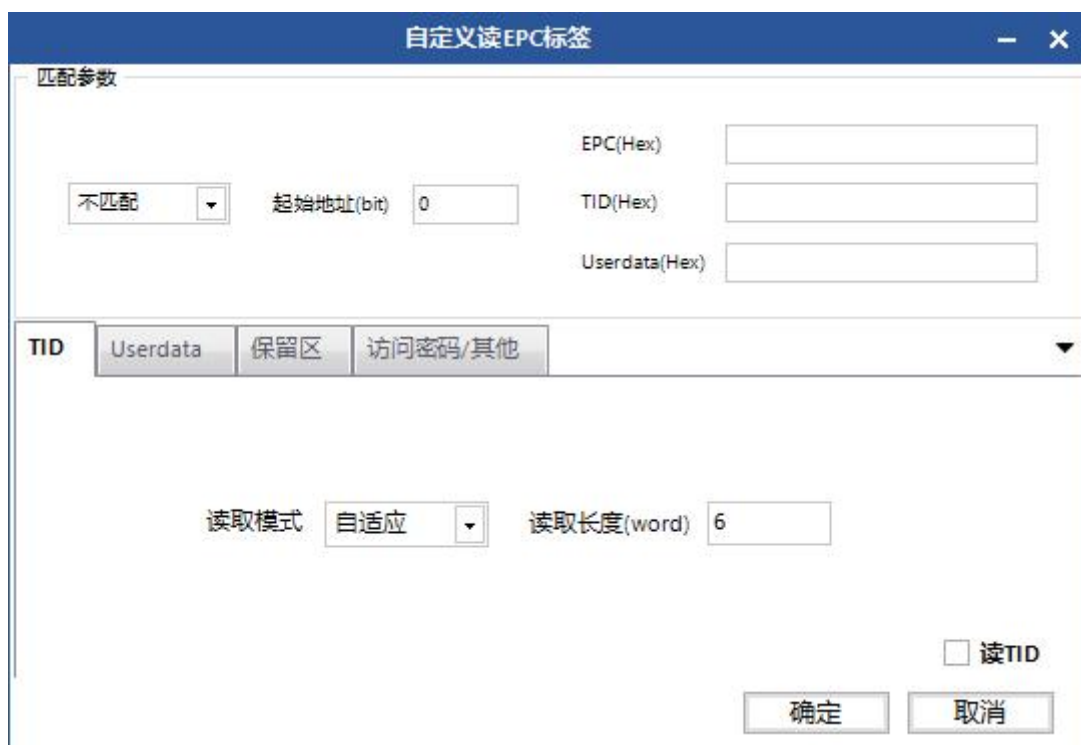 自定义读EPC标签
匹配参数
EPC(Hex)
不匹配 起始地址(bit) 0 TID(Hex)
Userdata(Hex)
TID Userdata 保留区 访问密码/其他
读取模式 自适应 读取长度(word) 6
读TID
确定 取消